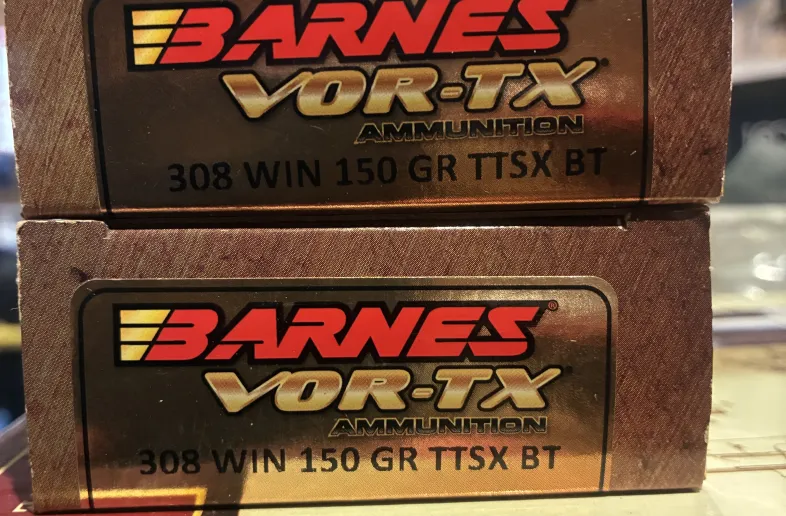 BARNES
VOR-TX
AMMUNITION
308 WIN 150 GR TTSX BT
BARNES®
VOR-TX
AMMUNITION
308 WIN 150 GR TTSX BT